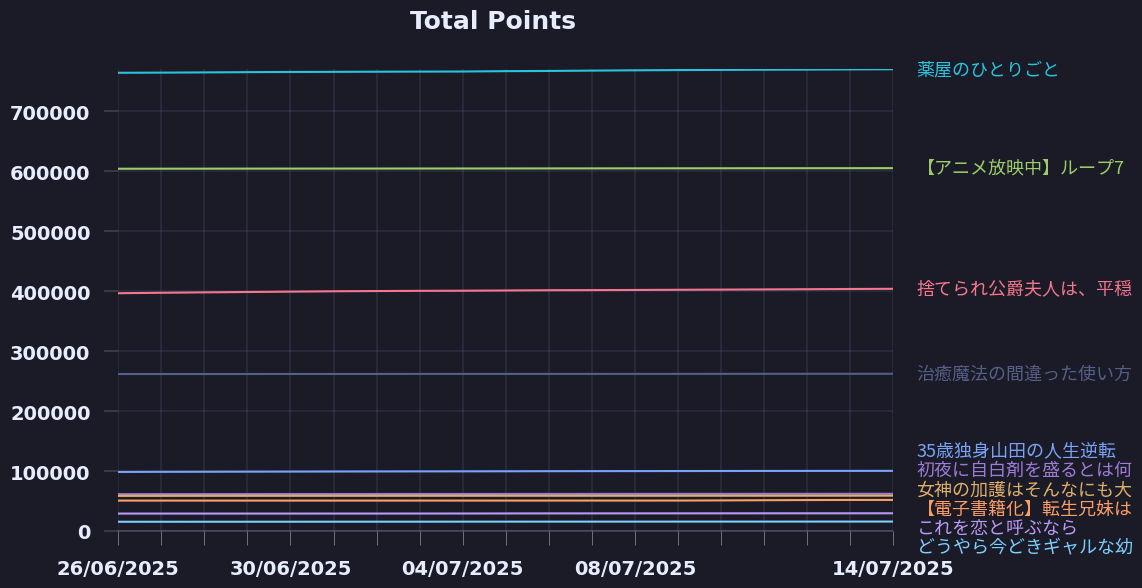 Total Points
薬屋のひとりごと
700000
600000
【アニメ放映中】ループ7
500000
400000
捨てられ公爵夫人は、平穏
300000
治癒魔法の間違った使い方
200000
35歳独身山田の人生逆転
100000
初夜に自白剤を盛るとは何
女神の加護はそんなにも大
【電子書籍化】転生兄妹は
0
これを恋と呼ぶなら
どうやら今どきギャルな幼
26/06/2025 30/06/2025 04/07/2025 08/07/2025 14/07/2025